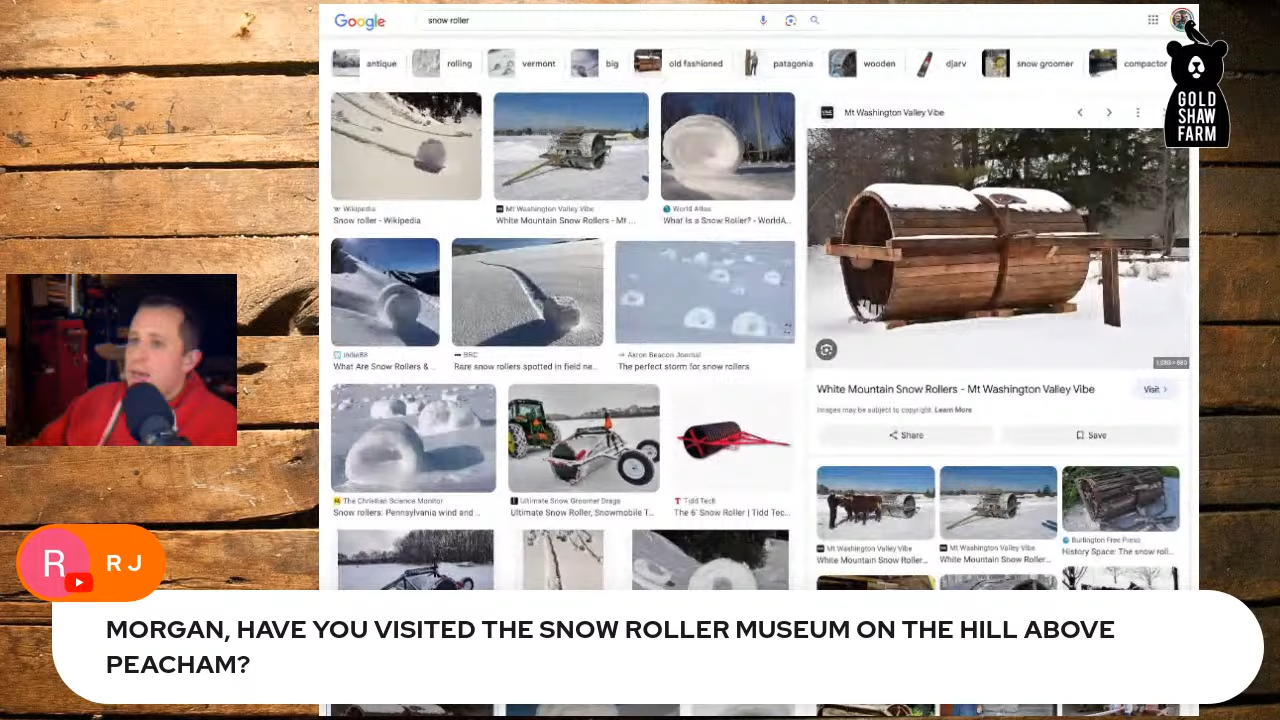 Google
snow roller
antique
rolling
vermont
big
old fashioned
patagonia
wooden
djarv
snow groomer
compactor
GOLD
SHAW
FARM
Mt Washington Valley Vibe
Wikipedia
Snow roller - Wikipedia
Mt Washington Valley Vibe
White Mountain Snow Rollers - Mt ...
World Atlas
What Is a Snow Roller? - WorldA...
What Are Snow Rollers & ...
BBC
Rare snow rollers spotted in field ne...
Akron Beacon Journal
The perfect storm for snow rollers
White Mountain Snow Rollers - Mt Washington Valley Vibe
Visit >
Images may be subject to copyright. Learn More
Share
Save
The Christian Science Monitor
Snow rollers: Pennsylvania wind and ...
Ultimate Snow Groomer Drags
Ultimate Snow Roller, Snowmobile T...
Tidd Tech
The 6' Snow Roller | Tidd Tec...
Mt Washington Valley Vibe
White Mountain Snow Roller...
Mt Washington Valley Vibe
White Mountain Snow Roller...
Burlington Free Press
History Space: The snow roll...
R
R J
MORGAN, HAVE YOU VISITED THE SNOW ROLLER MUSEUM ON THE HILL ABOVE
PEACHAM?